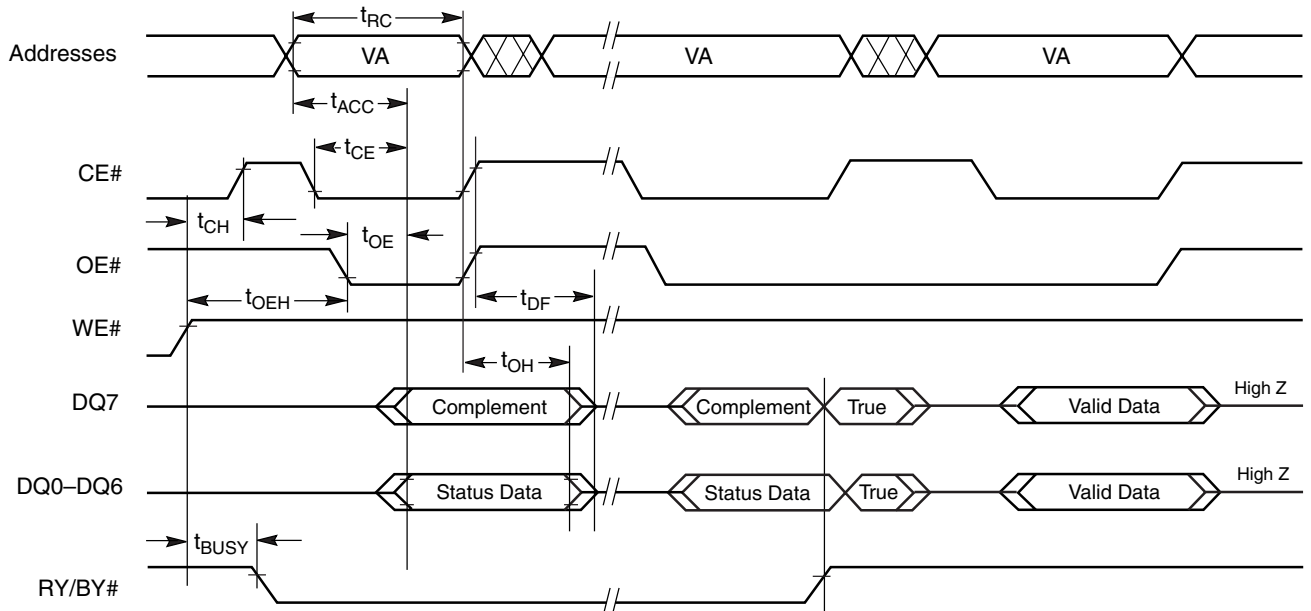 tRC
Addresses VA VA VA
tACC
tCE
CE#
tCH tOE
OE#
tOEH tDF
WE#
tOH
DQ7 Complement Complement True Valid Data High Z
DQ0–DQ6 Status Data Status Data True Valid Data High Z
tBUSY
RY/BY#